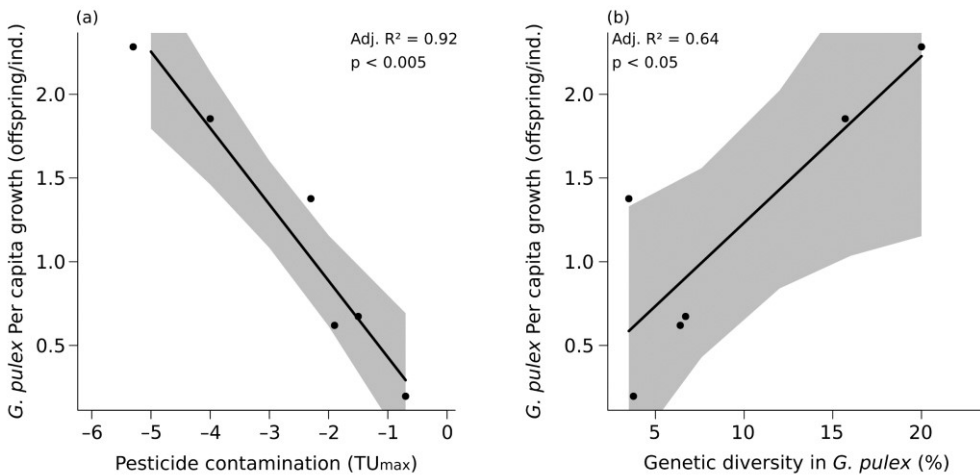 (a)
Adj. R² = 0.92
p < 0.005
G. pulex Per capita growth (offspring/ind.)
2.0
1.5
1.0
0.5
–6 –5 –4 –3 –2 –1 0
Pesticide contamination (TUmax)
(b)
Adj. R² = 0.64
p < 0.05
G. pulex Per capita growth (offspring/ind.)
2.0
1.5
1.0
0.5
5 10 15 20
Genetic diversity in G. pulex (%)